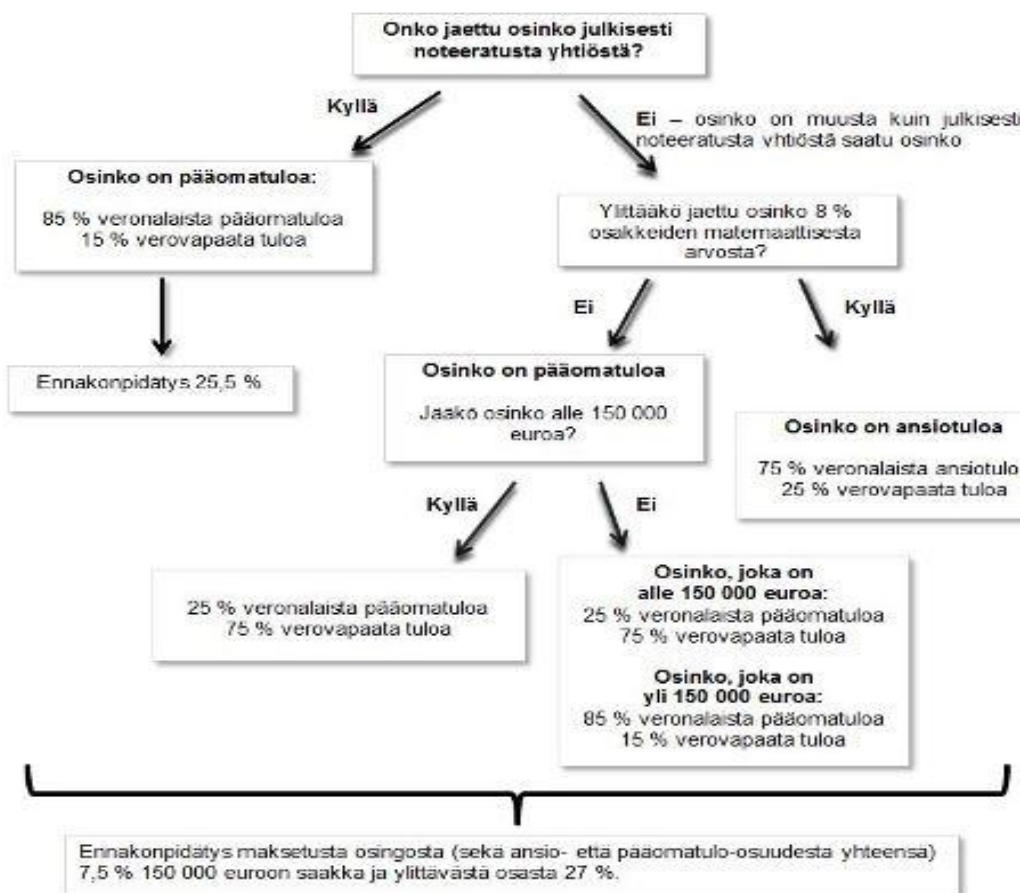 Onko jaettu osinko julkisesti
noteeratusta yhtiöstä?
Kyllä
Ei – osinko on muusta kuin julkisesti
noteeratusta yhtiöstä saatu osinko
Osinko on pääomatuloa:
85 % veronalaista pääomatuloa
15 % verovapaata tuloa
Ylittääkö jaettu osinko 8 %
osakkeiden matemaattisesta
arvosta?
Ei
Kyllä
Ennakonpidätys 25,5 %
Osinko on pääomatuloa
Jääkö osinko alle 150 000
euroa?
Osinko on ansiotuloa
75 % veronalaista ansiotulo
25 % verovapaata tuloa
Kyllä
Ei
25 % veronalaista pääomatuloa
75 % verovapaata tuloa
Osinko, joka on
alle 150 000 euroa:
25 % veronalaista pääomatuloa
75 % verovapaata tuloa
Osinko, joka on
yli 150 000 euroa:
85 % veronalaista pääomatuloa
15 % verovapaata tuloa
Ennakonpidätys maksetusta osingosta (sekä ansio- että pääomatulo-osuudesta yhteensä)
7,5 % 150 000 euroon saakka ja ylittävästä osasta 27 %.